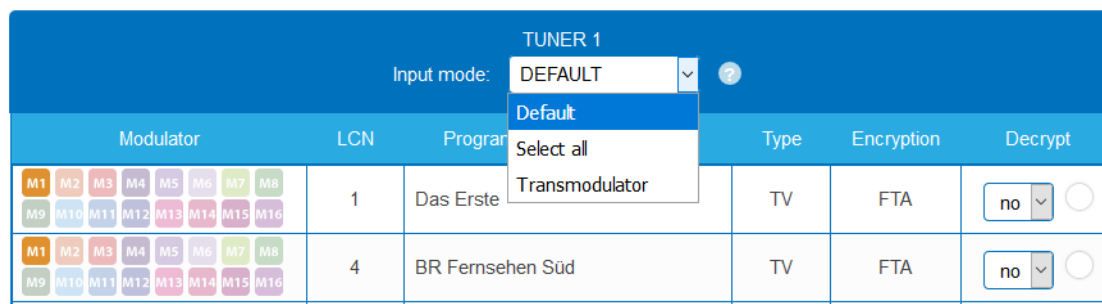 TUNER 1
Input mode: DEFAULT ?
Default
Select all
Transmodulator
Modulator LCN Program Type Encryption Decrypt
M1 M2 M3 M4 M5 M6 M7 M8
M9 M10 M11 M12 M13 M14 M15 M16
1 Das Erste TV FTA no
M1 M2 M3 M4 M5 M6 M7 M8
M9 M10 M11 M12 M13 M14 M15 M16
4 BR Fernsehen Süd TV FTA no